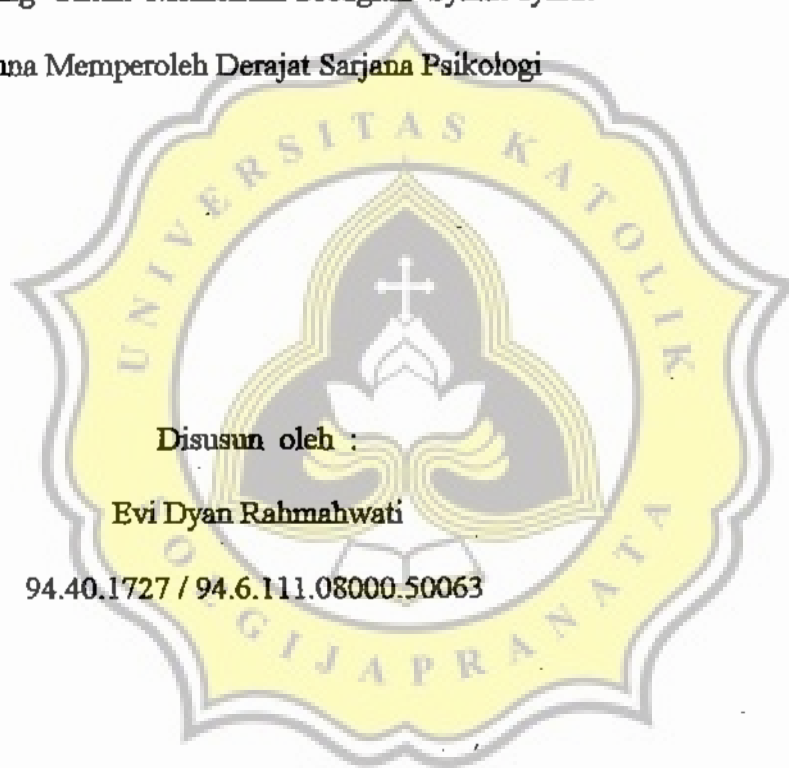 Memperoleh Derajat Sarjana Psikologi
UNIVERSITAS KATOLIK
Disusun oleh :
Evi Dyan Rahmahwati
94.40.1727 / 94.6.111.08000.50063
SOEGIJAPRANATA